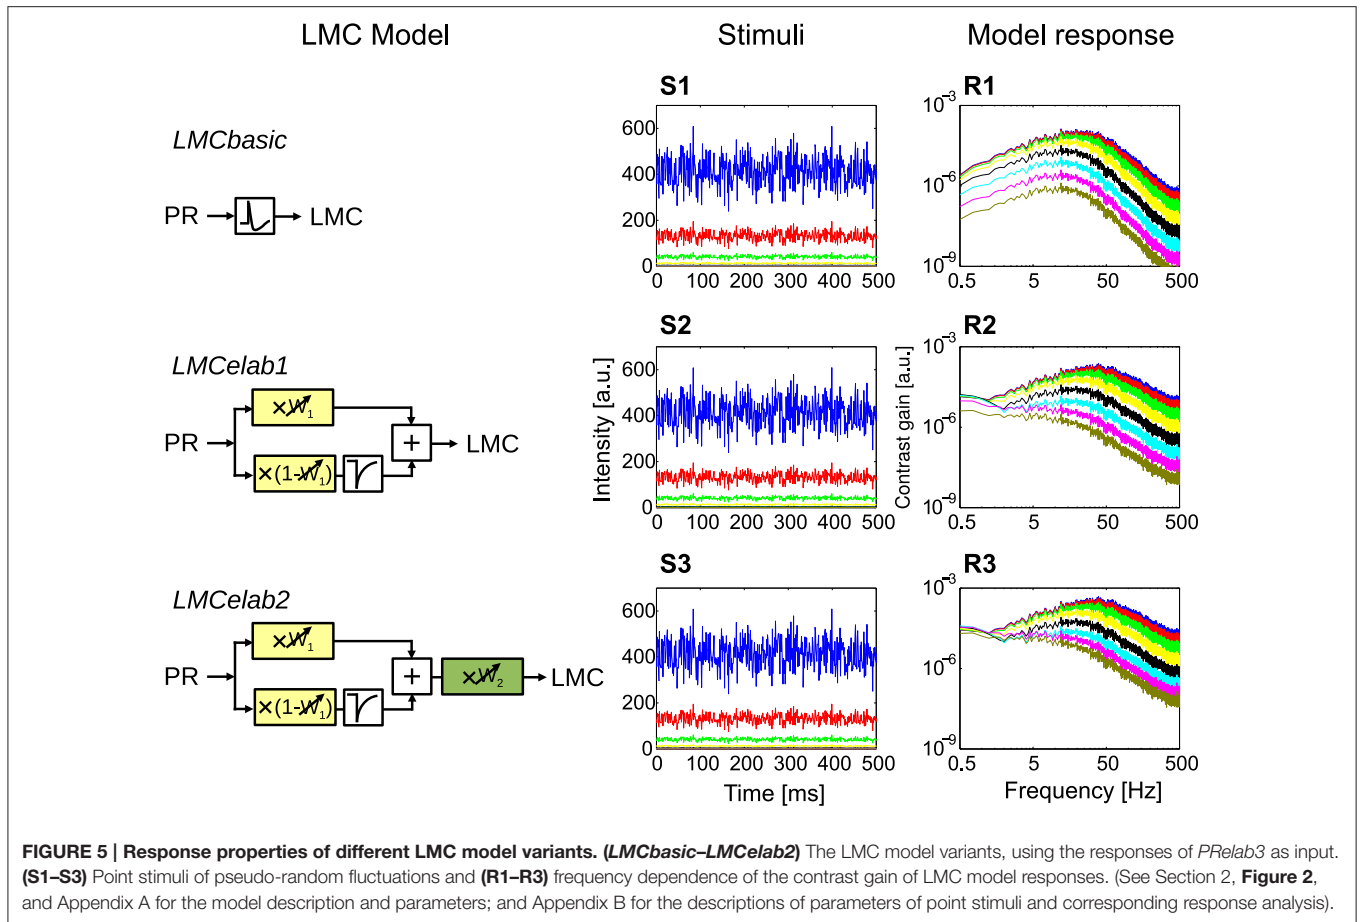 LMC Model
Stimuli
Model response
LMCbasic
PR
LMC
S1
600
400
200
0
0 100 200 300 400 500
R1
10−3
10−6
10−9
0.5 5 50 500
LMCelab1
PR
×W1
×(1-W1)
+
LMC
S2
Intensity [a.u.]
600
400
200
0
0 100 200 300 400 500
R2
Contrast gain [a.u.]
10−3
10−6
10−9
0.5 5 50 500
LMCelab2
PR
×W1
×(1-W1)
+
×W2
LMC
S3
600
400
200
0
0 100 200 300 400 500
Time [ms]
R3
10−3
10−6
10−9
0.5 5 50 500
Frequency [Hz]
FIGURE 5 | Response properties of different LMC model variants. (LMCbasic–LMCelab2) The LMC model variants, using the responses of PRelab3 as input.
(S1–S3) Point stimuli of pseudo-random fluctuations and (R1–R3) frequency dependence of the contrast gain of LMC model responses. (See Section 2, Figure 2,
and Appendix A for the model description and parameters; and Appendix B for the descriptions of parameters of point stimuli and corresponding response analysis).